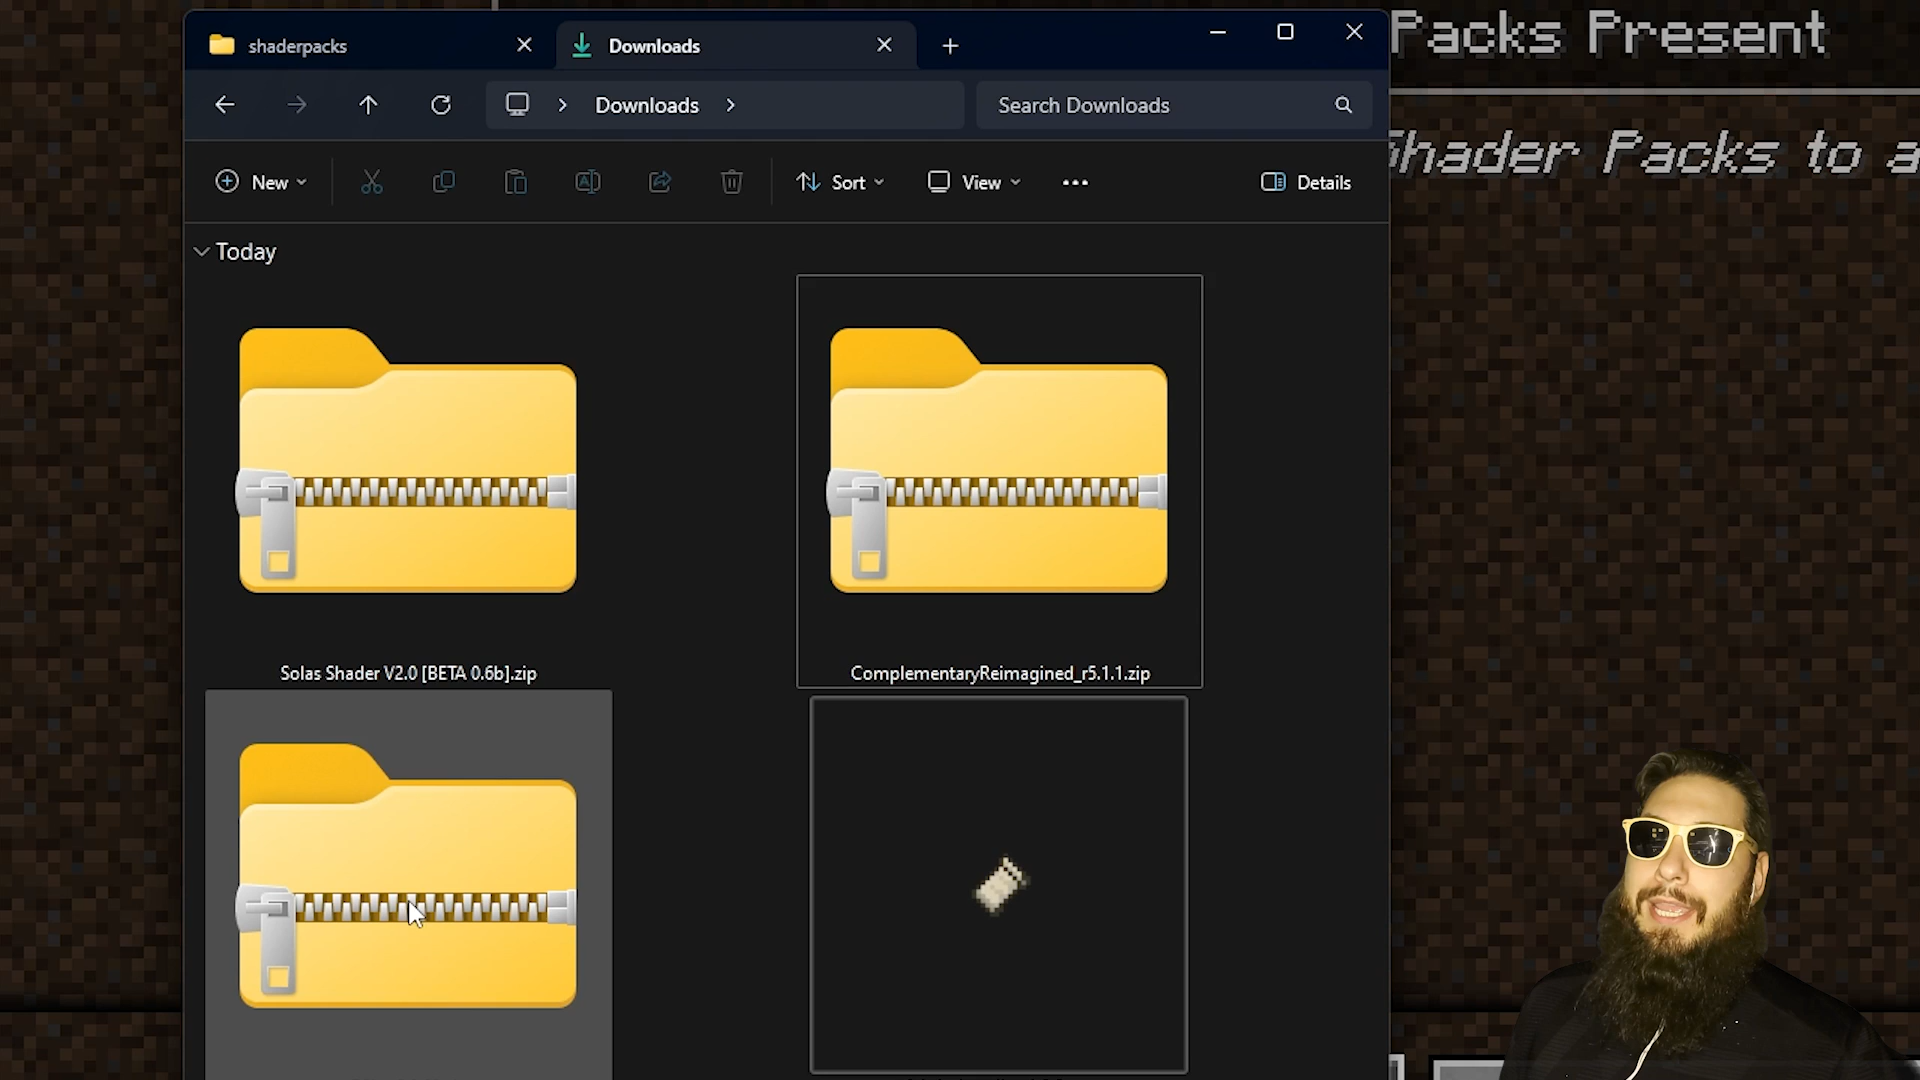 shaderpacks
Downloads
Packs Present
Downloads
Search Downloads
Shader Packs to a
New
Sort
View
Details
Today
Solas Shader V2.0 [BETA 0.6b].zip
ComplementaryReimagined_r5.1.1.zip